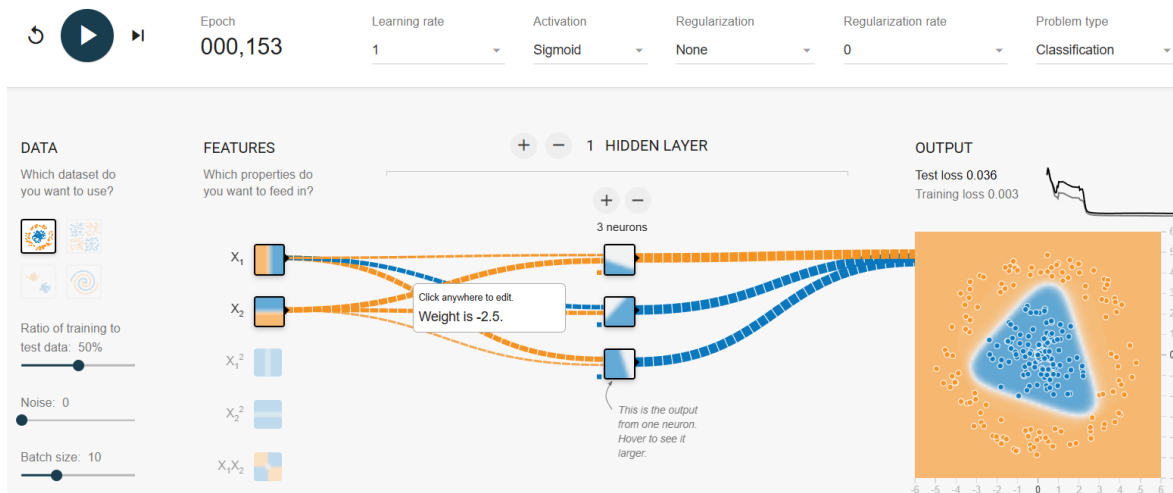 Epoch
000,153
Learning rate
1
Activation
Sigmoid
Regularization
None
Regularization rate
0
Problem type
Classification
DATA
Which dataset do
you want to use?
Ratio of training to
test data: 50%
Noise: 0
Batch size: 10
FEATURES
Which properties do
you want to feed in?
X₁
X₂
X₁²
X₂²
X₁X₂
+ − 1 HIDDEN LAYER
+ −
3 neurons
Click anywhere to edit.
Weight is -2.5.
This is the output
from one neuron.
Hover to see it
larger.
OUTPUT
Test loss 0.036
Training loss 0.003
-6 -5 -4 -3 -2 -1 0 1 2 3 4 5 6